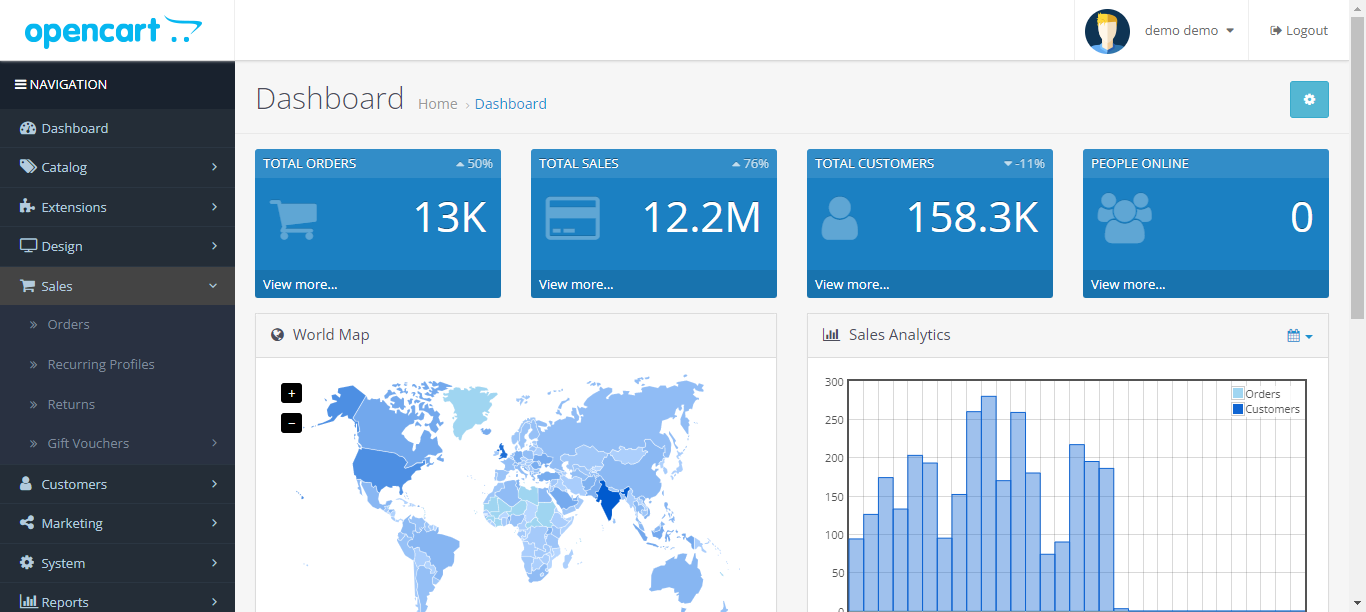 opencart
demo demo
Logout
NAVIGATION
Dashboard
Catalog
Extensions
Design
Sales
Orders
Recurring Profiles
Returns
Gift Vouchers
Customers
Marketing
System
Reports
Dashboard
Home › Dashboard
TOTAL ORDERS 50%
13K
View more...
TOTAL SALES 76%
12.2M
View more...
TOTAL CUSTOMERS -11%
158.3K
View more...
PEOPLE ONLINE
0
View more...
World Map
+
−
Sales Analytics
300
250
200
150
100
50
0
Orders
Customers